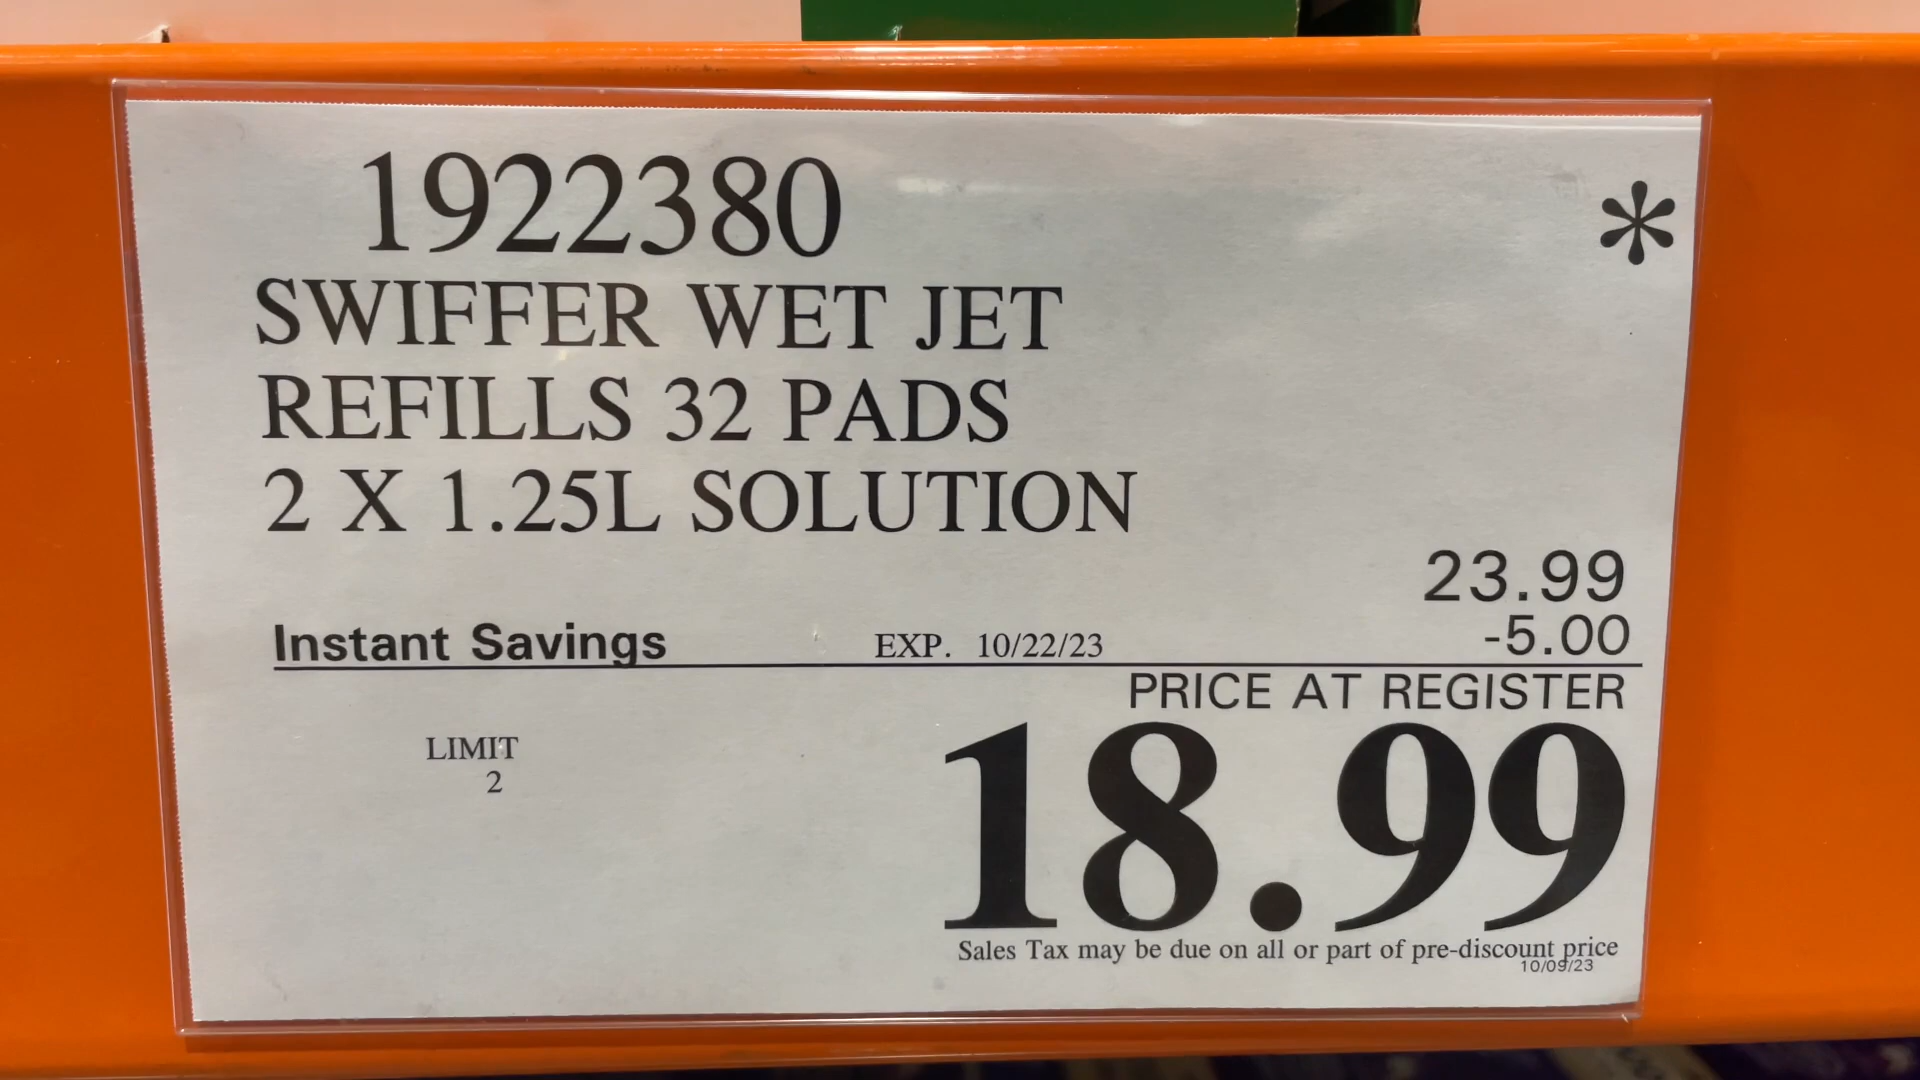 1922380
*
SWIFFER WET JET
REFILLS 32 PADS
2 X 1.25L SOLUTION
23.99
Instant Savings EXP. 10/22/23 -5.00
PRICE AT REGISTER
LIMIT
2
18.99
Sales Tax may be due on all or part of pre-discount price
10/09/23